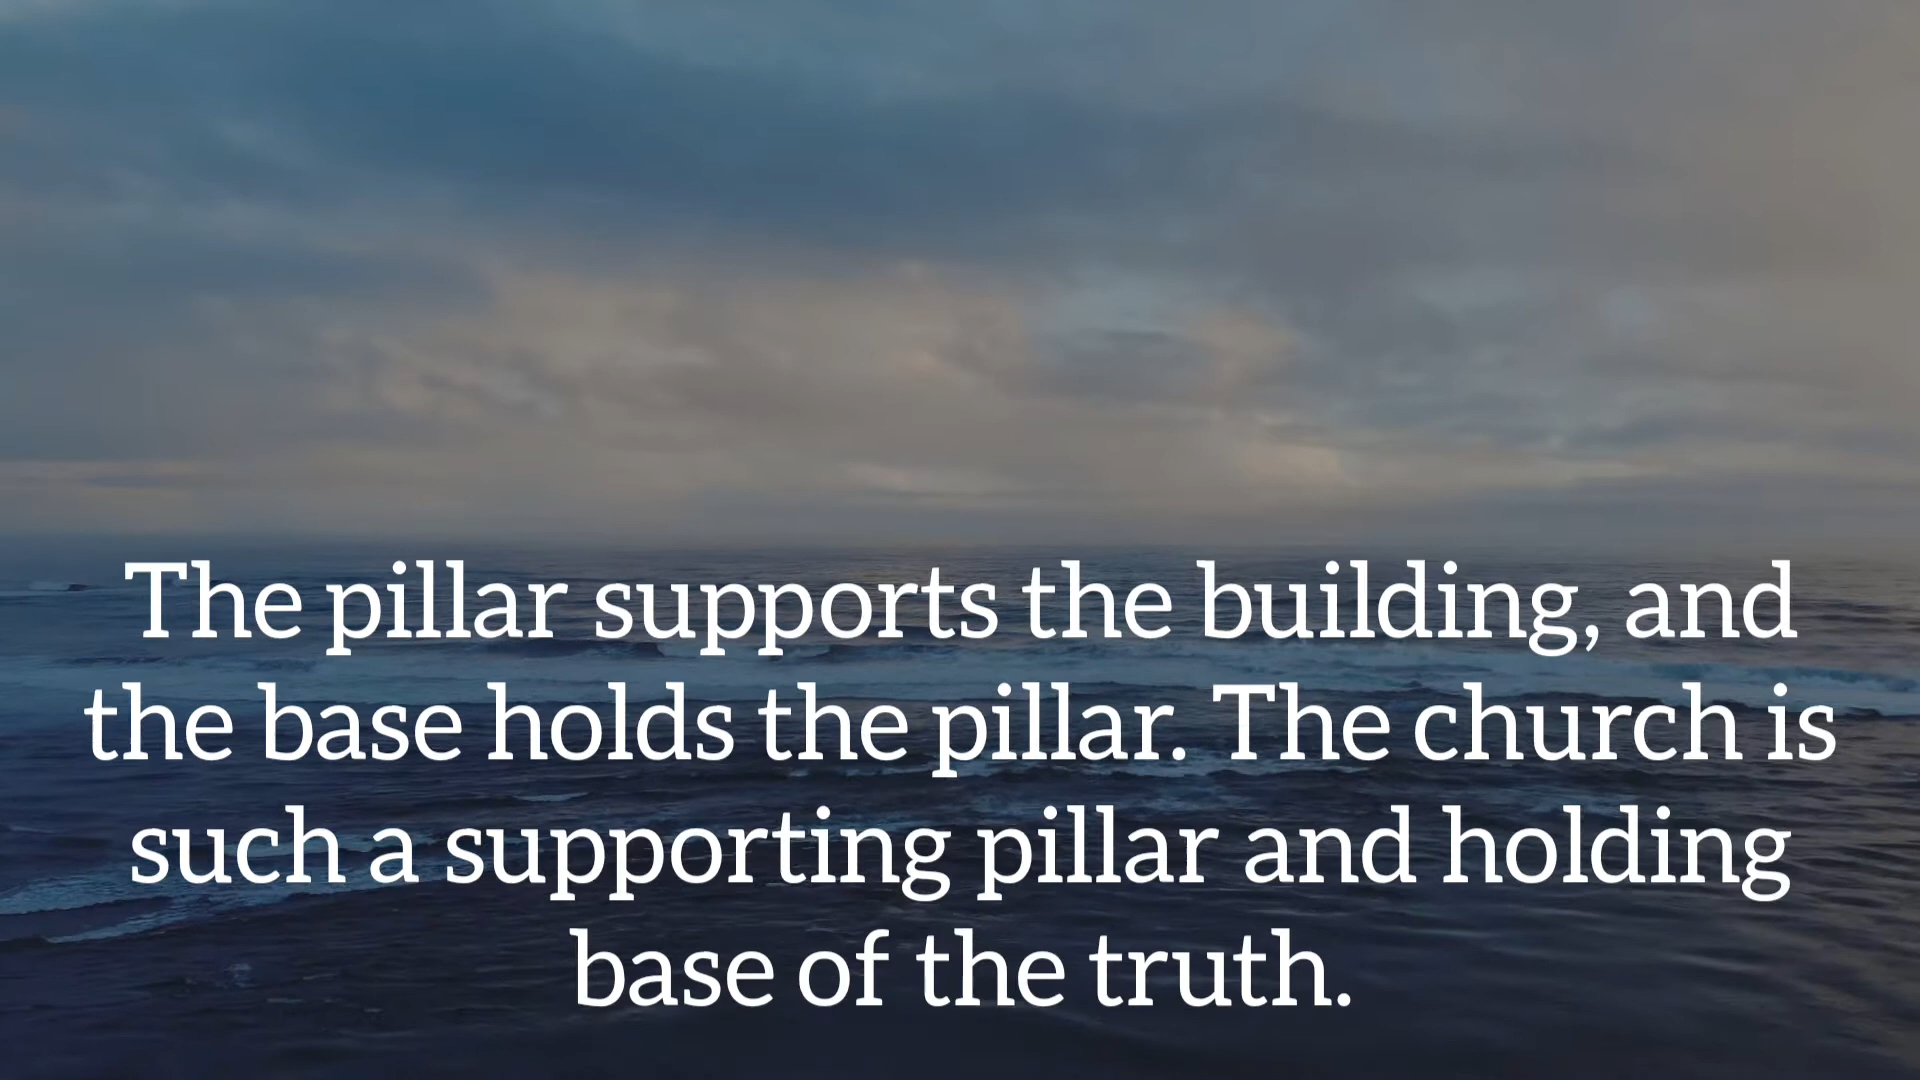 The pillar supports the building, and
the base holds the pillar. The church is
such a supporting pillar and holding
base of the truth.